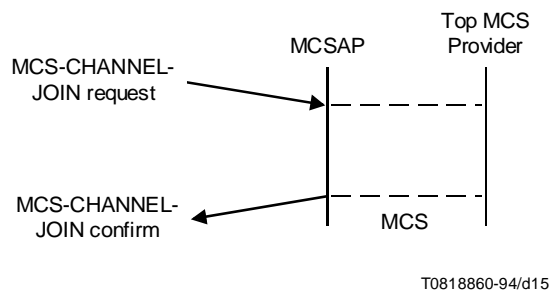 Top MCS
Provider
MCSAP
MCS-CHANNEL-
JOIN request
MCS-CHANNEL-
JOIN confirm
MCS
T0818860-94/d15